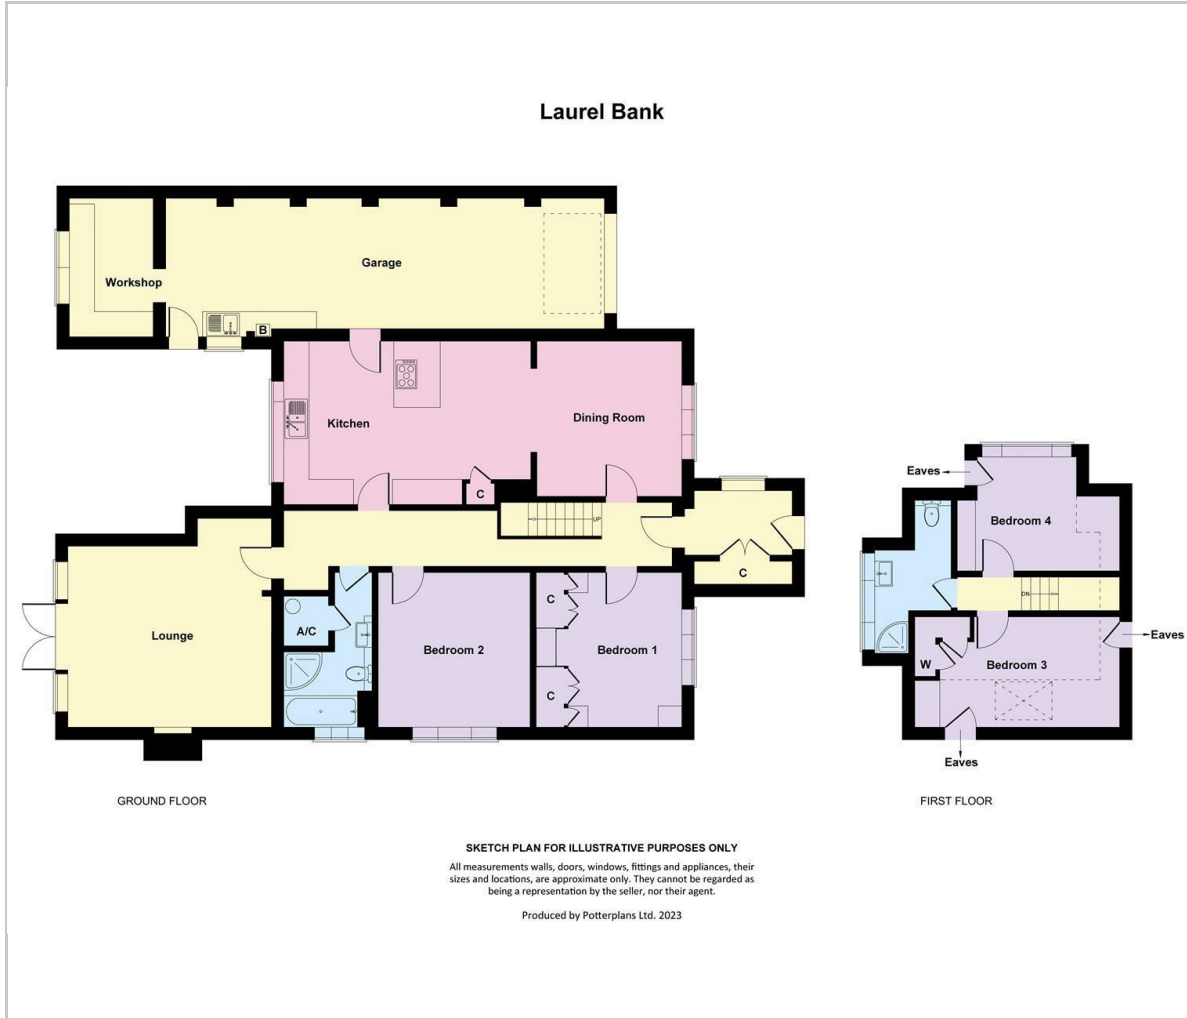 Laurel Bank
Garage
Workshop
B
Kitchen
Dining Room
C
UP
C
A/C
Lounge
Bedroom 2
C
Bedroom 1
C
GROUND FLOOR
Eaves
Bedroom 4
DN
Eaves
W
Bedroom 3
Eaves
FIRST FLOOR
SKETCH PLAN FOR ILLUSTRATIVE PURPOSES ONLY
All measurements walls, doors, windows, fittings and appliances, their
sizes and locations, are approximate only. They cannot be regarded as
being a representation by the seller, nor their agent.
Produced by Potterplans Ltd. 2023